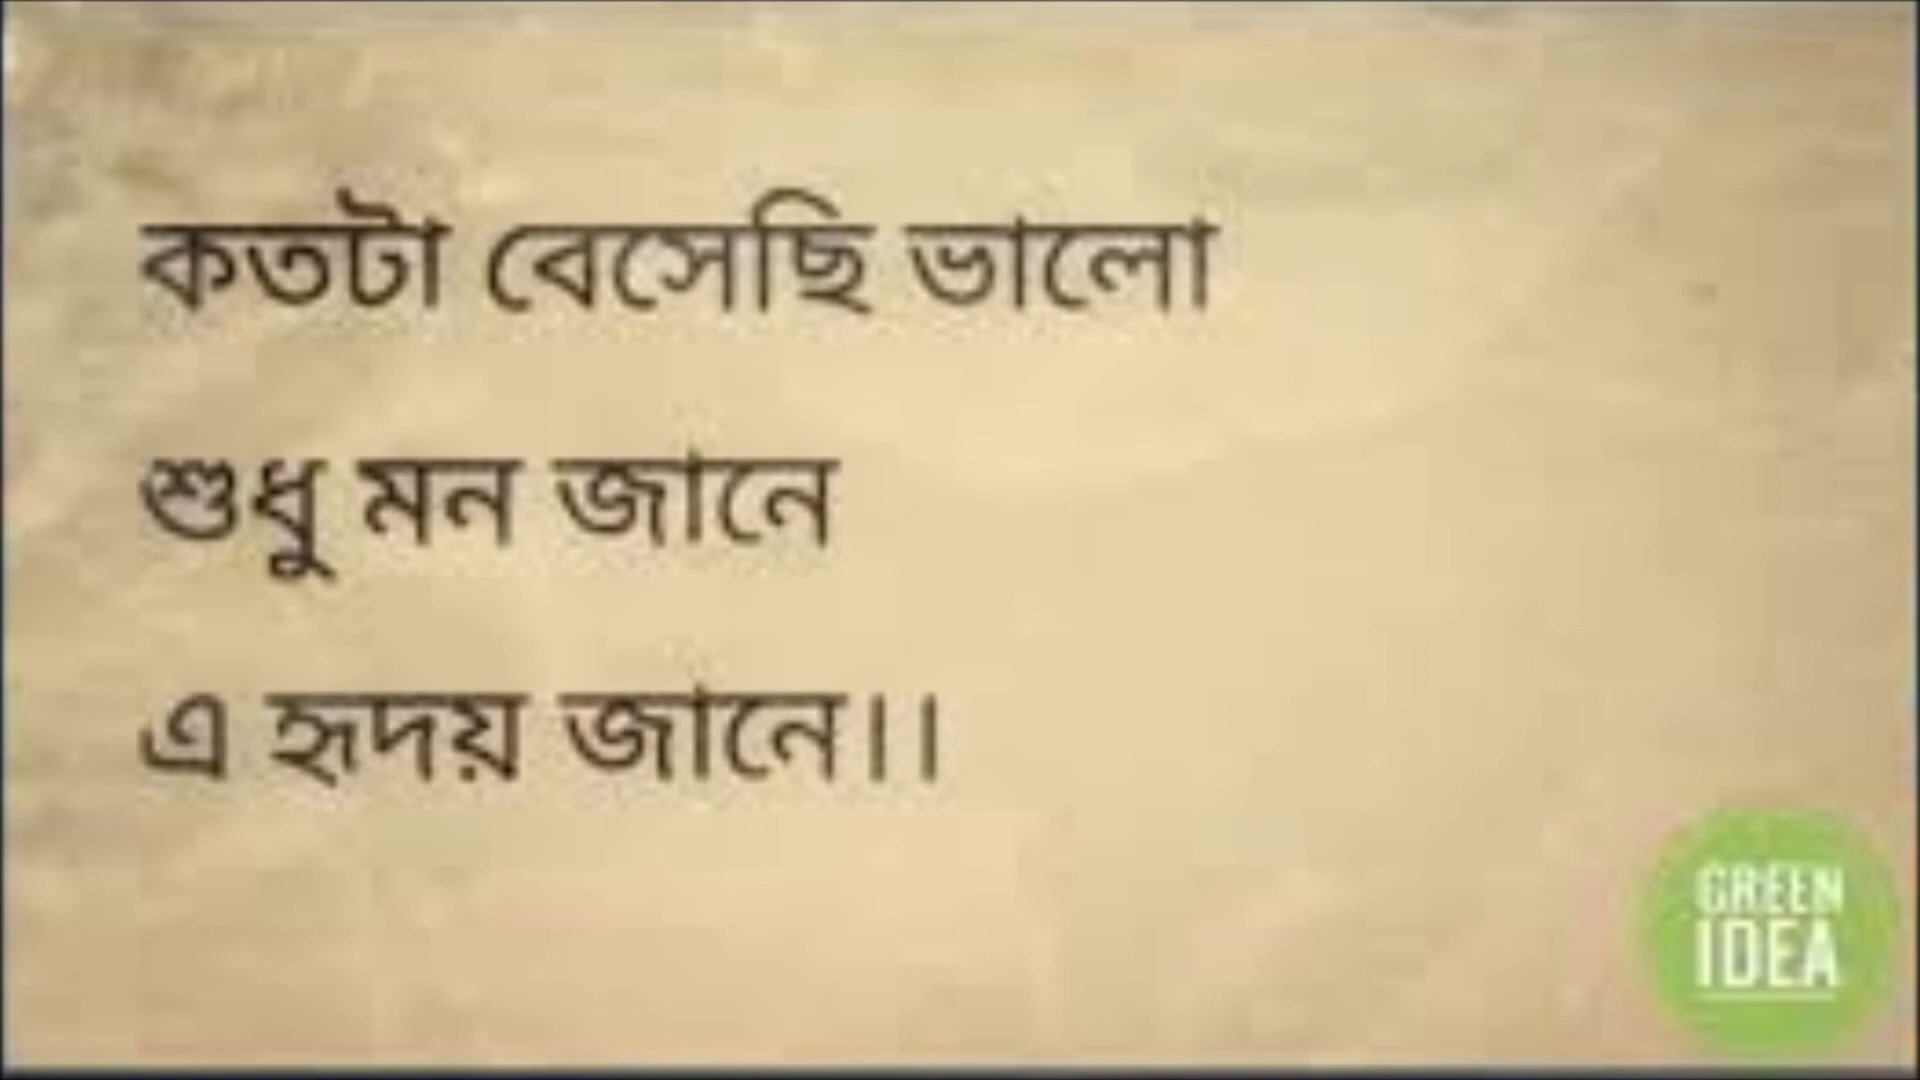 কতটা বেসেছি ভালো
শুধু মন জানে
এ হৃদয় জানে।।
GREEN
IDEA